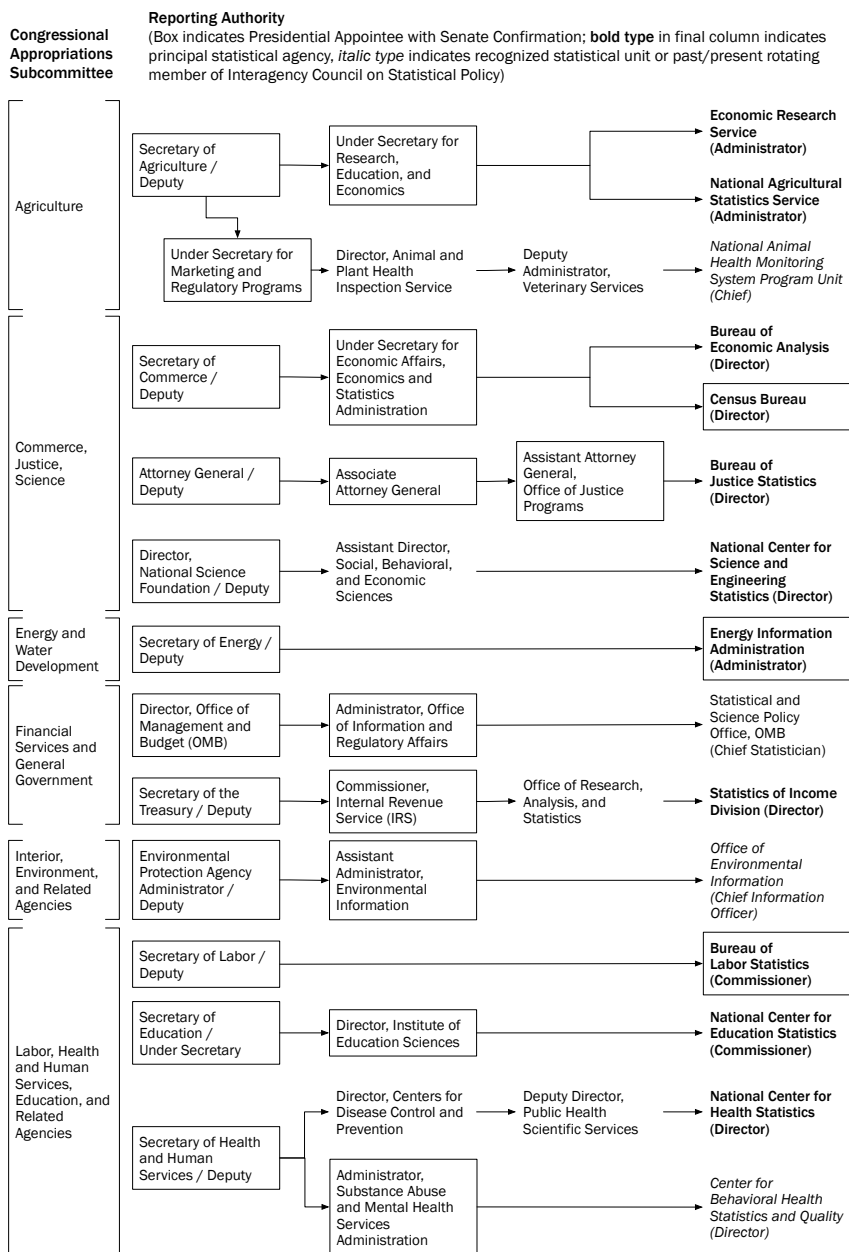 Congressional
Appropriations
Subcommittee
Reporting Authority
(Box indicates Presidential Appointee with Senate Confirmation; bold type in final column indicates
principal statistical agency, italic type indicates recognized statistical unit or past/present rotating
member of Interagency Council on Statistical Policy)
Agriculture
Secretary of
Agriculture /
Deputy
Under Secretary for
Research,
Education, and
Economics
Economic Research
Service
(Administrator)
National Agricultural
Statistics Service
(Administrator)
Under Secretary for
Marketing and
Regulatory Programs
Director, Animal and
Plant Health
Inspection Service
Deputy
Administrator,
Veterinary Services
National Animal
Health Monitoring
System Program Unit
(Chief)
Commerce,
Justice,
Science
Secretary of
Commerce /
Deputy
Under Secretary for
Economic Affairs,
Economics and
Statistics
Administration
Bureau of
Economic Analysis
(Director)
Census Bureau
(Director)
Attorney General /
Deputy
Associate
Attorney General
Assistant Attorney
General,
Office of Justice
Programs
Bureau of
Justice Statistics
(Director)
Director,
National Science
Foundation / Deputy
Assistant Director,
Social, Behavioral,
and Economic
Sciences
National Center for
Science and
Engineering
Statistics (Director)
Energy and
Water
Development
Secretary of Energy /
Deputy
Energy Information
Administration
(Administrator)
Financial
Services and
General
Government
Director, Office of
Management and
Budget (OMB)
Administrator, Office
of Information and
Regulatory Affairs
Statistical and
Science Policy
Office, OMB
(Chief Statistician)
Secretary of the
Treasury / Deputy
Commissioner,
Internal Revenue
Service (IRS)
Office of Research,
Analysis, and
Statistics
Statistics of Income
Division (Director)
Interior,
Environment,
and Related
Agencies
Environmental
Protection Agency
Administrator /
Deputy
Assistant
Administrator,
Environmental
Information
Office of
Environmental
Information
(Chief Information
Officer)
Labor, Health
and Human
Services,
Education, and
Related
Agencies
Secretary of Labor /
Deputy
Bureau of
Labor Statistics
(Commissioner)
Secretary of
Education /
Under Secretary
Director, Institute of
Education Sciences
National Center for
Education Statistics
(Commissioner)
Secretary of Health
and Human
Services / Deputy
Director, Centers for
Disease Control and
Prevention
Deputy Director,
Public Health
Scientific Services
National Center for
Health Statistics
(Director)
Administrator,
Substance Abuse
and Mental Health
Services
Administration
Center for
Behavioral Health
Statistics and Quality
(Director)